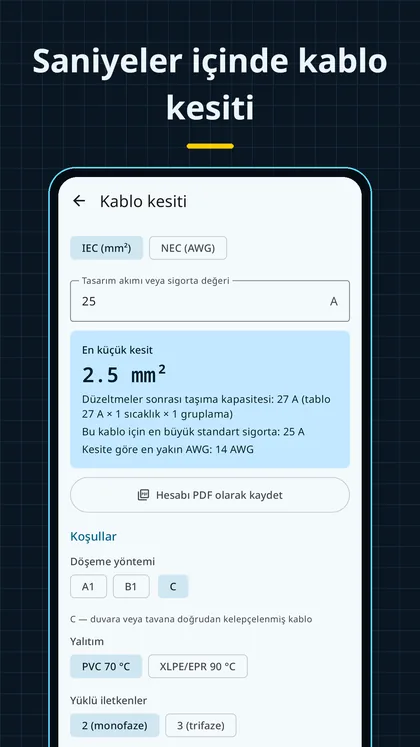 Saniyeler içinde kablo
kesiti
Kablo kesiti
IEC (mm²)
NEC (AWG)
Tasarım akımı veya sigorta değeri
25
A
En küçük kesit
2.5 mm²
Düzeltmeler sonrası taşıma kapasitesi: 27 A (tablo
27 A × 1 sıcaklık × 1 gruplama)
Bu kablo için en büyük standart sigorta: 25 A
Kesite göre en yakın AWG: 14 AWG
Hesabı PDF olarak kaydet
Koşullar
Döşeme yöntemi
A1
B1
C
C — duvara veya tavana doğrudan kelepçelenmiş kablo
Yalıtım
PVC 70 °C
XLPE/EPR 90 °C
Yüklü iletkenler
2 (monofaze)
3 (trifaze)